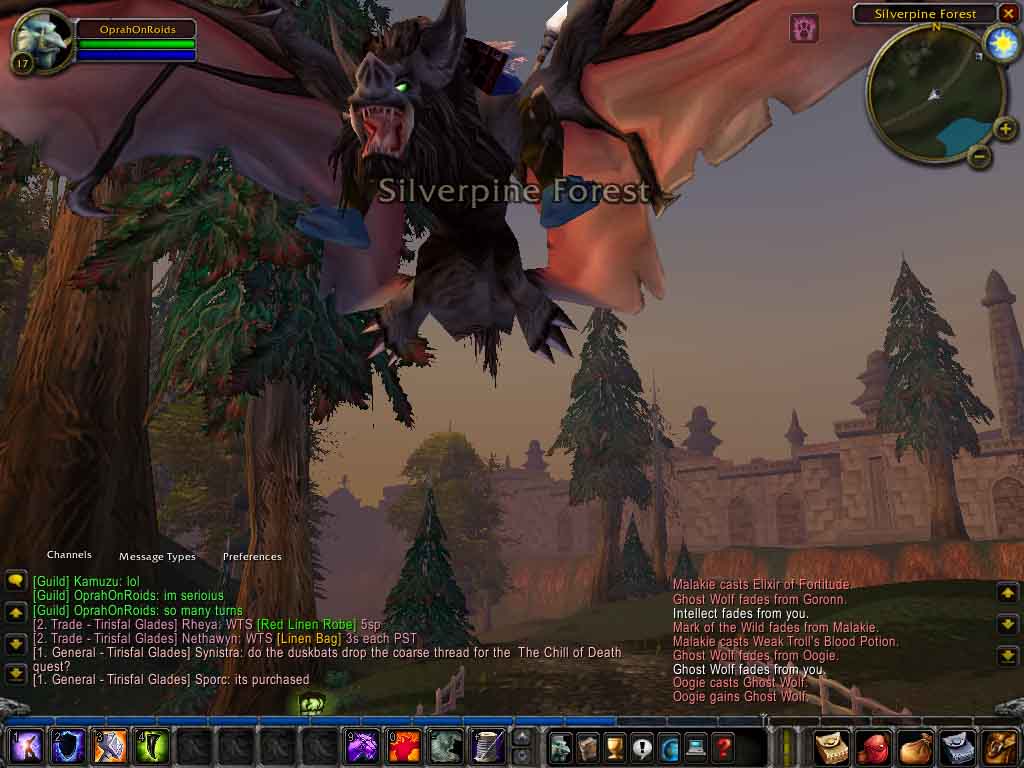 OprahOnRoids
17
Silverpine Forest
N
Silverpine Forest
Channels Message Types Preferences
[Guild] Kamuzu: lol
[Guild] OprahOnRoids: im serioius
[Guild] OprahOnRoids: so many turns
[2. Trade - Tirisfal Glades] Rheya: WTS [Red Linen Robe] 5sp
[2. Trade - Tirisfal Glades] Nethawyn: WTS [Linen Bag] 3s each PST
[1. General - Tirisfal Glades] Synistra: do the duskbats drop the coarse thread for the The Chill of Death
quest?
[1. General - Tirisfal Glades] Sporc: its purchased
Malakie casts Elixir of Fortitude.
Ghost Wolf fades from Goronn.
Intellect fades from you.
Mark of the Wild fades from Malakie.
Malakie casts Weak Troll's Blood Potion.
Ghost Wolf fades from Oogie.
Ghost Wolf fades from you.
Oogie casts Ghost Wolf.
Oogie gains Ghost Wolf.
1 3 4 9 0